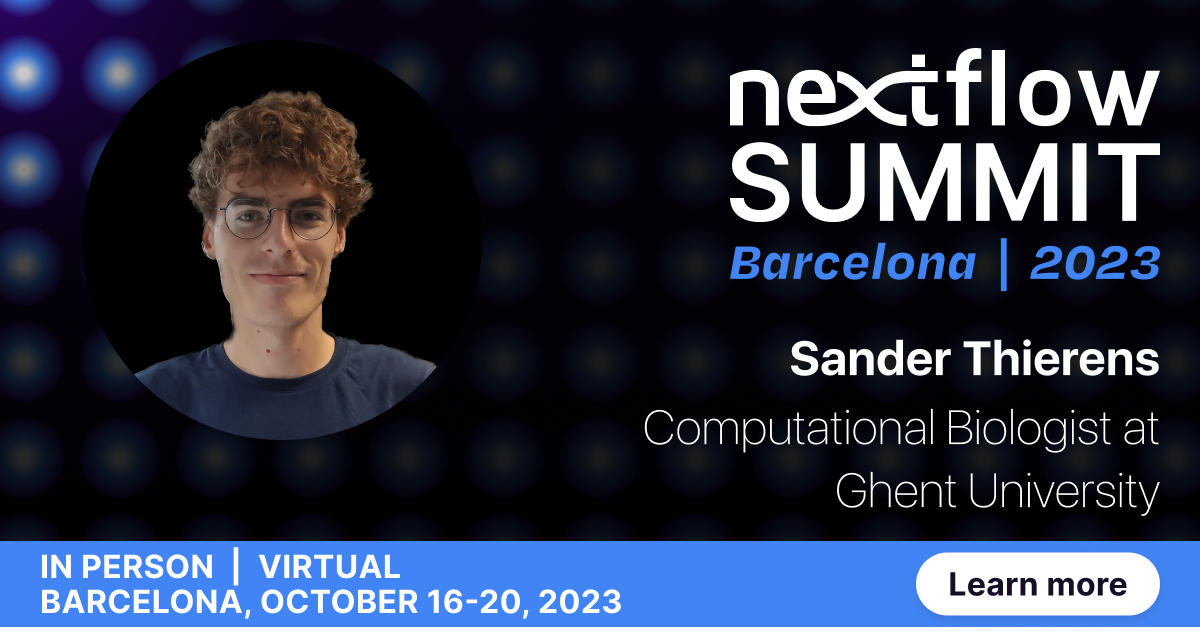 nextflow
SUMMIT
Barcelona | 2023
Sander Thierens
Computational Biologist at
Ghent University
IN PERSON | VIRTUAL
BARCELONA, OCTOBER 16-20, 2023
Learn more